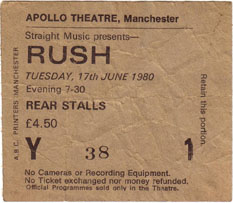 APOLLO THEATRE, Manchester
Straight Music presents—
RUSH
TUESDAY, 17th JUNE 1980
Evening 7-30
REAR STALLS
£4.50
Y 38 1
No Cameras or Recording Equipment.
No Ticket exchanged nor money refunded.
Official Programmes sold only in the Theatre.
A.B.C. PRINTERS MANCHESTER
Retain this portion